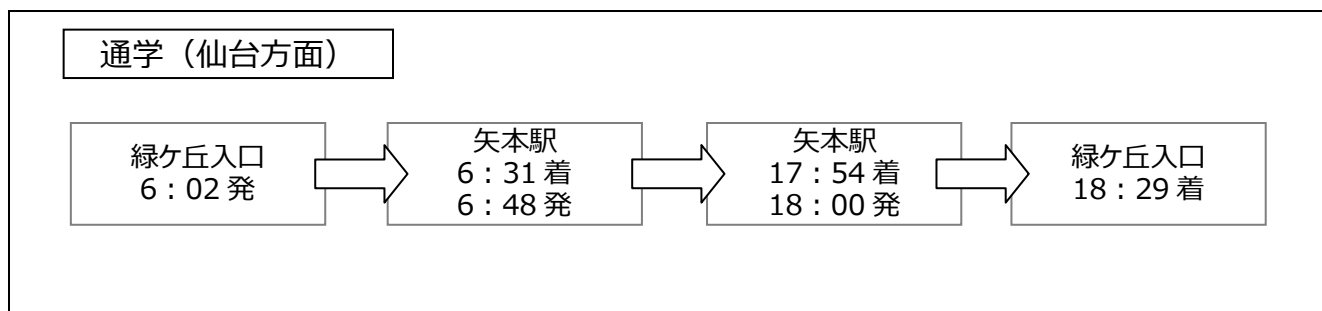 通学（仙台方面）
緑ケ丘入口
6：02 発
矢本駅
6：31 着
6：48 発
矢本駅
17：54 着
18：00 発
緑ケ丘入口
18：29 着